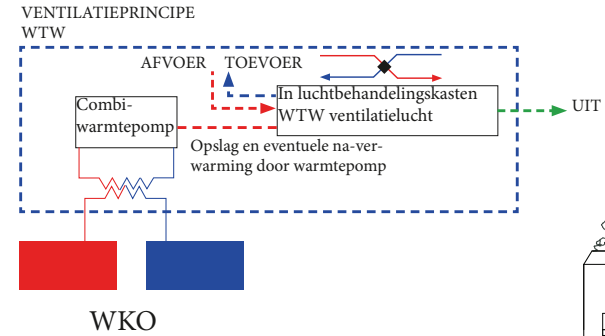 VENTILATIEPRINCIPE
WTW
AFVOER TOEVOER
In luchtbehandelingskasten
WTW ventilatielucht
UIT
Combi-
warmtepomp
Opslag en eventuele na-ver-
warming door warmtepomp
WKO